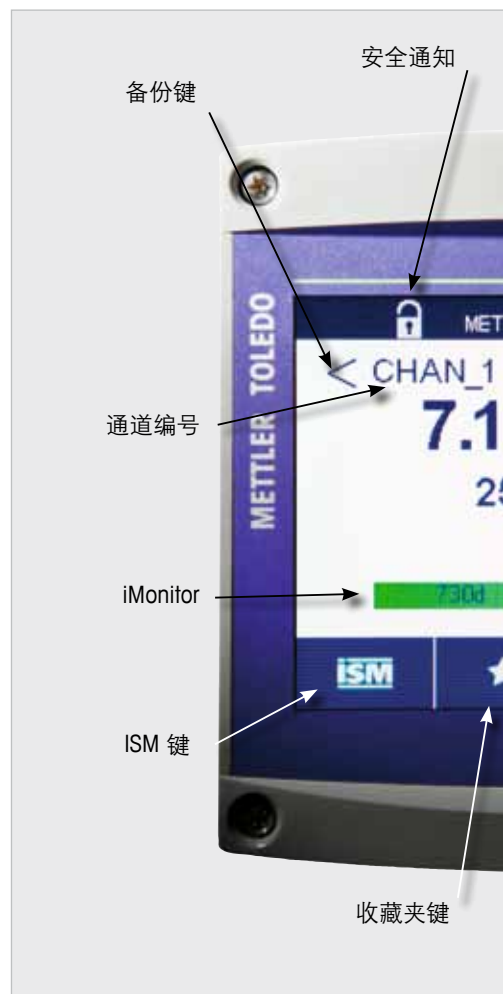 安全通知
备份键
METTLER TOLEDO
CHAN_1
7.1
25
通道编号
iMonitor
730d
ISM
ISM 键
收藏夹键